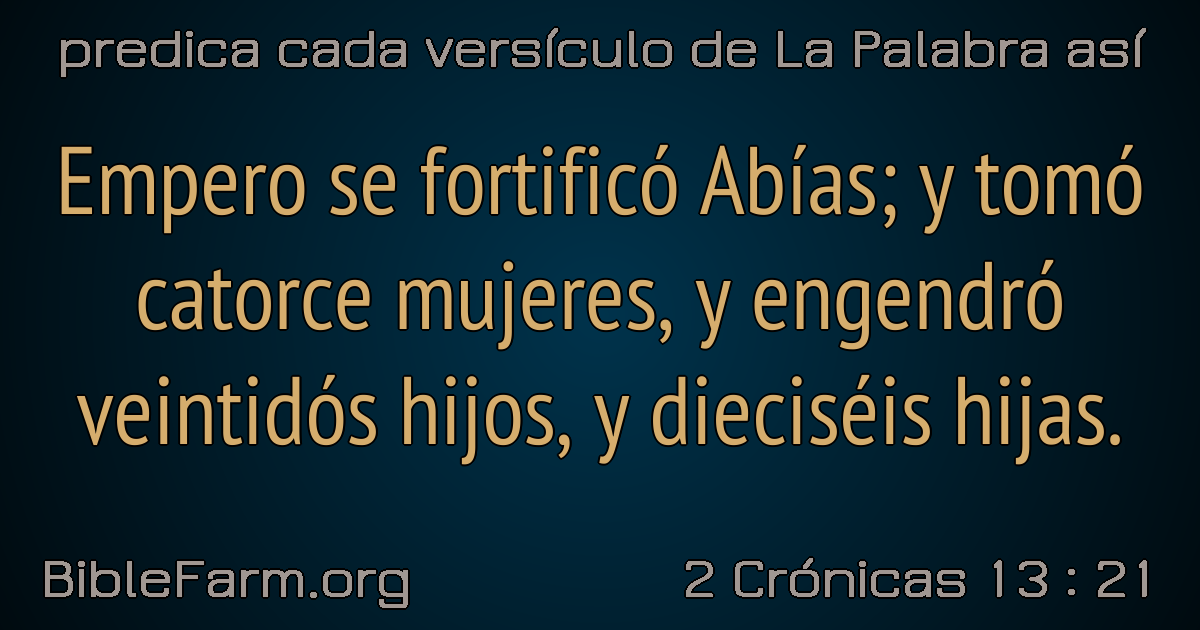 predica cada versículo de La Palabra así
Empero se fortificó Abías; y tomó
catorce mujeres, y engendró
veintidós hijos, y dieciséis hijas.
BibleFarm.org
2 Crónicas 13 : 21